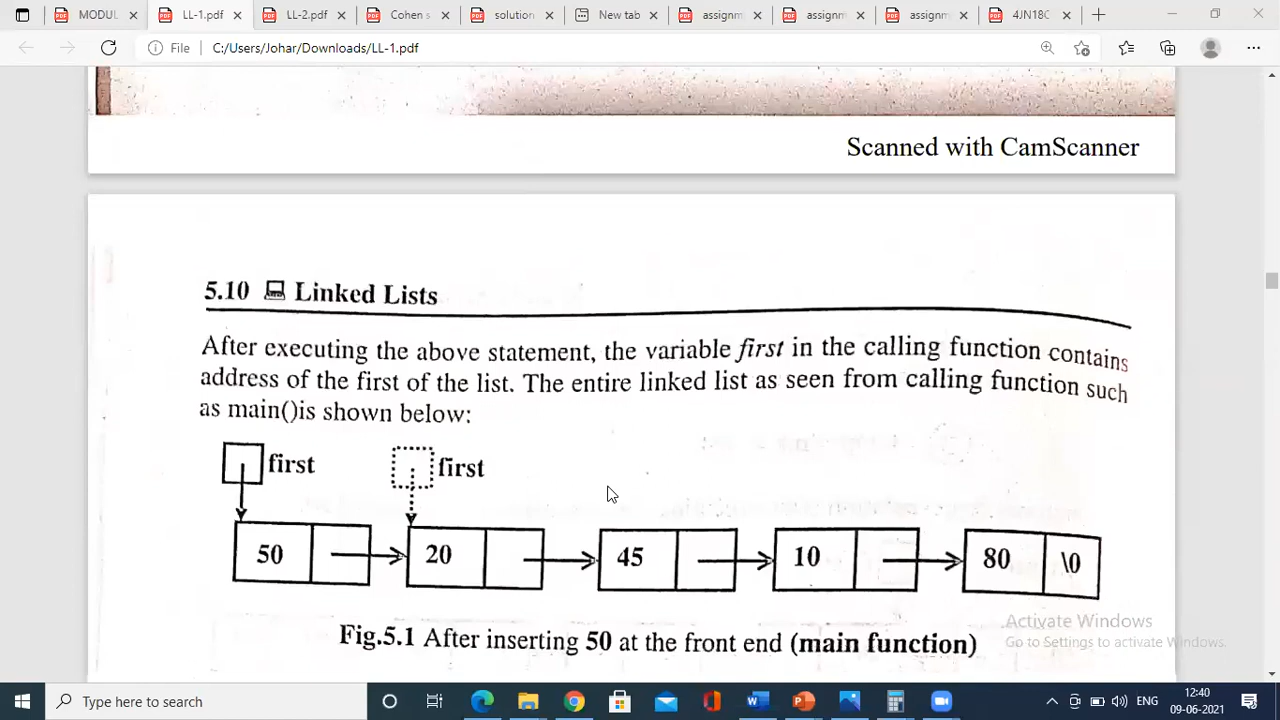 MODUL
LL-1.pdf
LL-2.pdf
Cohen s
solution
New tab
assignm
assignm
assignm
4JN18C
File
C:/Users/Johar/Downloads/LL-1.pdf
Scanned with CamScanner
5.10 Linked Lists
After executing the above statement, the variable first in the calling function contains
address of the first of the list. The entire linked list as seen from calling function such
as main()is shown below:
first first
50 20 45 10 80 \0
Fig.5.1 After inserting 50 at the front end (main function)
Activate Windows
Go to Settings to activate Windows.
Type here to search
ENG
12:40
09-06-2021